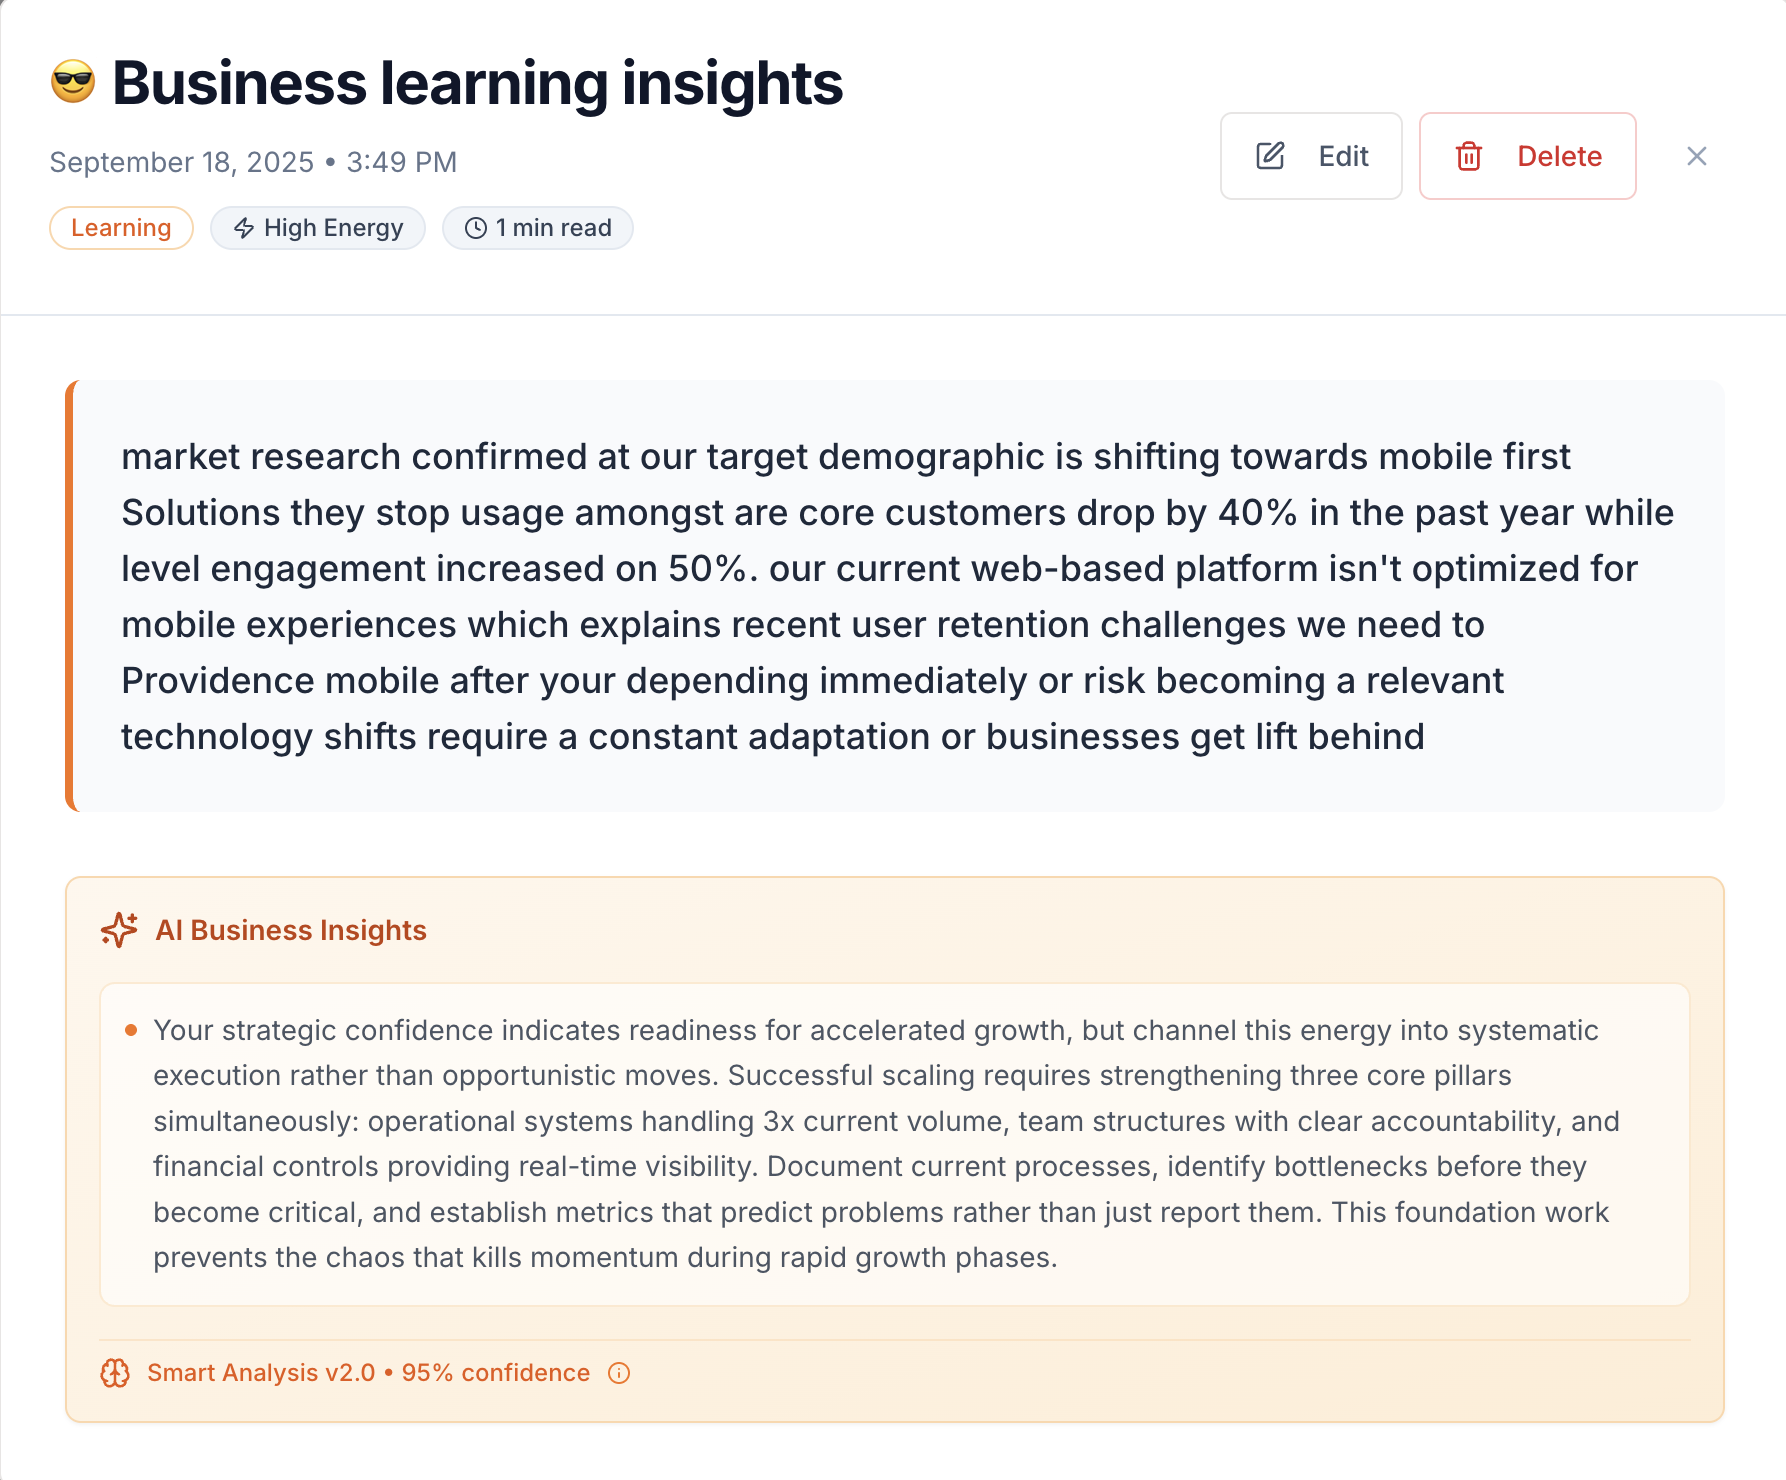 😎 Business learning insights
September 18, 2025 • 3:49 PM
Edit
Delete
Learning
High Energy
1 min read
market research confirmed at our target demographic is shifting towards mobile first
Solutions they stop usage amongst are core customers drop by 40% in the past year while
level engagement increased on 50%. our current web-based platform isn't optimized for
mobile experiences which explains recent user retention challenges we need to
Providence mobile after your depending immediately or risk becoming a relevant
technology shifts require a constant adaptation or businesses get lift behind
AI Business Insights
• Your strategic confidence indicates readiness for accelerated growth, but channel this energy into systematic
execution rather than opportunistic moves. Successful scaling requires strengthening three core pillars
simultaneously: operational systems handling 3x current volume, team structures with clear accountability, and
financial controls providing real-time visibility. Document current processes, identify bottlenecks before they
become critical, and establish metrics that predict problems rather than just report them. This foundation work
prevents the chaos that kills momentum during rapid growth phases.
Smart Analysis v2.0 • 95% confidence